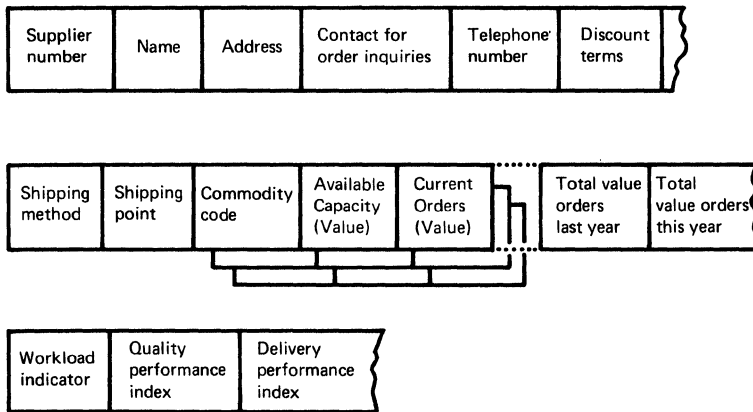 Supplier
number
Name
Address
Contact for
order inquiries
Telephone
number
Discount
terms
Shipping
method
Shipping
point
Commodity
code
Available
Capacity
(Value)
Current
Orders
(Value)
Total value
orders
last year
Total
value orders
this year
Workload
indicator
Quality
performance
index
Delivery
performance
index